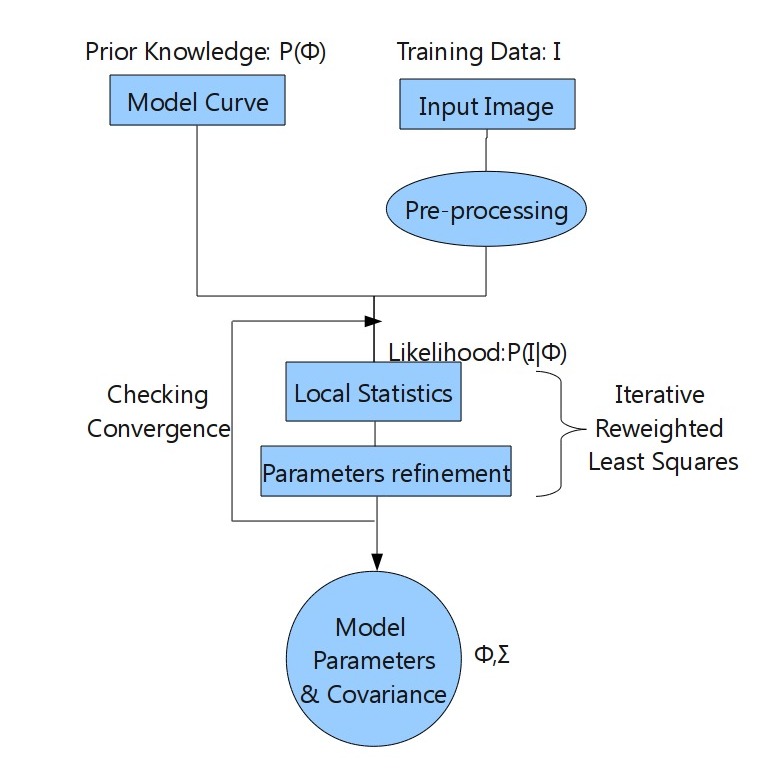 Prior Knowledge: P(Φ)
Training Data: I
Model Curve
Input Image
Pre-processing
Likelihood:P(I|Φ)
Local Statistics
Checking
Convergence
Iterative
Reweighted
Least Squares
Parameters refinement
Model
Parameters
& Covariance
Φ,Σ